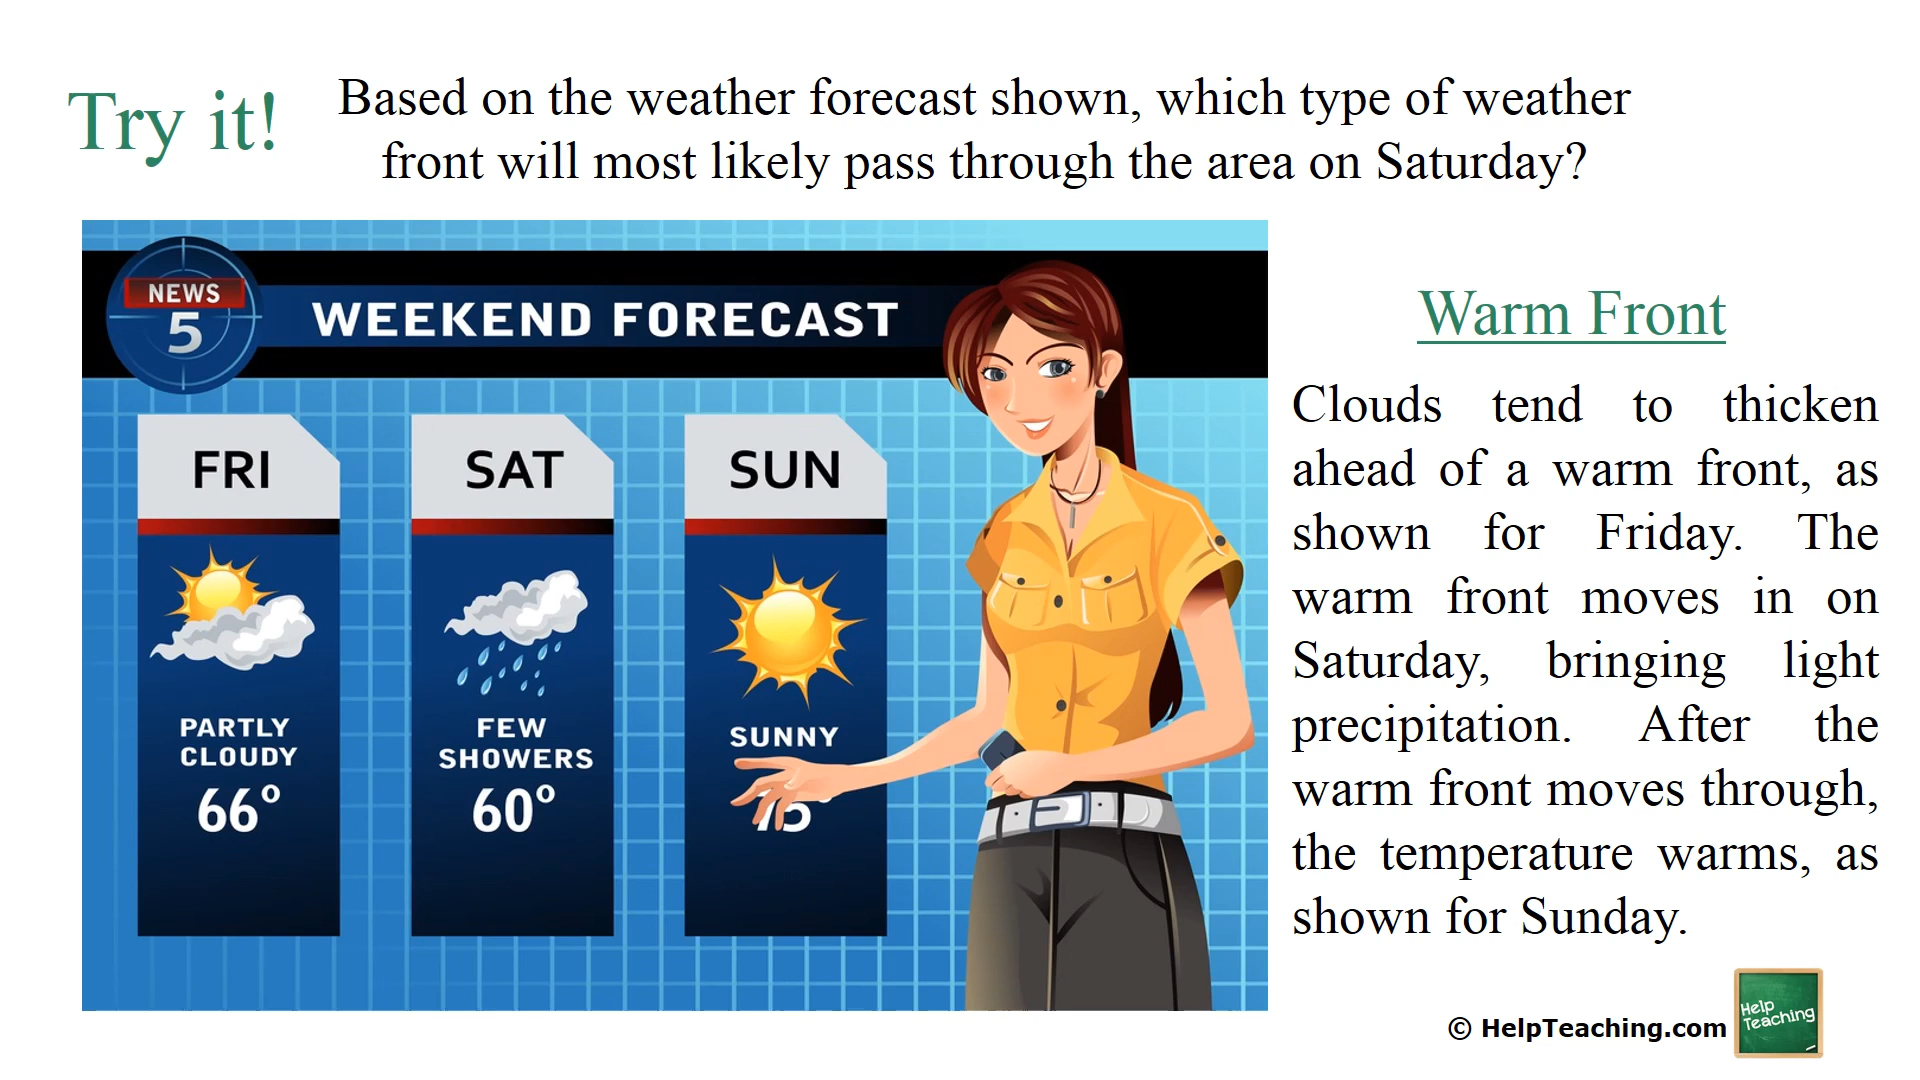 Try it!
Based on the weather forecast shown, which type of weather
front will most likely pass through the area on Saturday?
NEWS
5
WEEKEND FORECAST
FRI
PARTLY
CLOUDY
66°
SAT
FEW
SHOWERS
60°
SUN
SUNNY
Warm Front
Clouds tend to thicken
ahead of a warm front, as
shown for Friday. The
warm front moves in on
Saturday, bringing light
precipitation. After the
warm front moves through,
the temperature warms, as
shown for Sunday.
© HelpTeaching.com
Help
Teaching